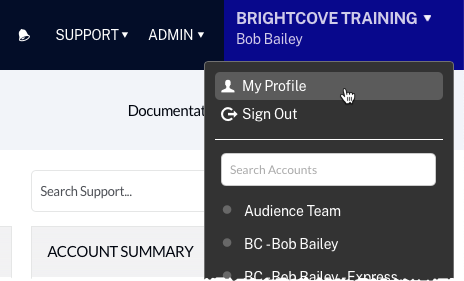 SUPPORT ADMIN BRIGHTCOVE TRAINING
Bob Bailey
My Profile
Documentat
Sign Out
Search Accounts
Search Support...
Audience Team
BC - Bob Bailey
ACCOUNT SUMMARY
BC - Bob Bailey - Express